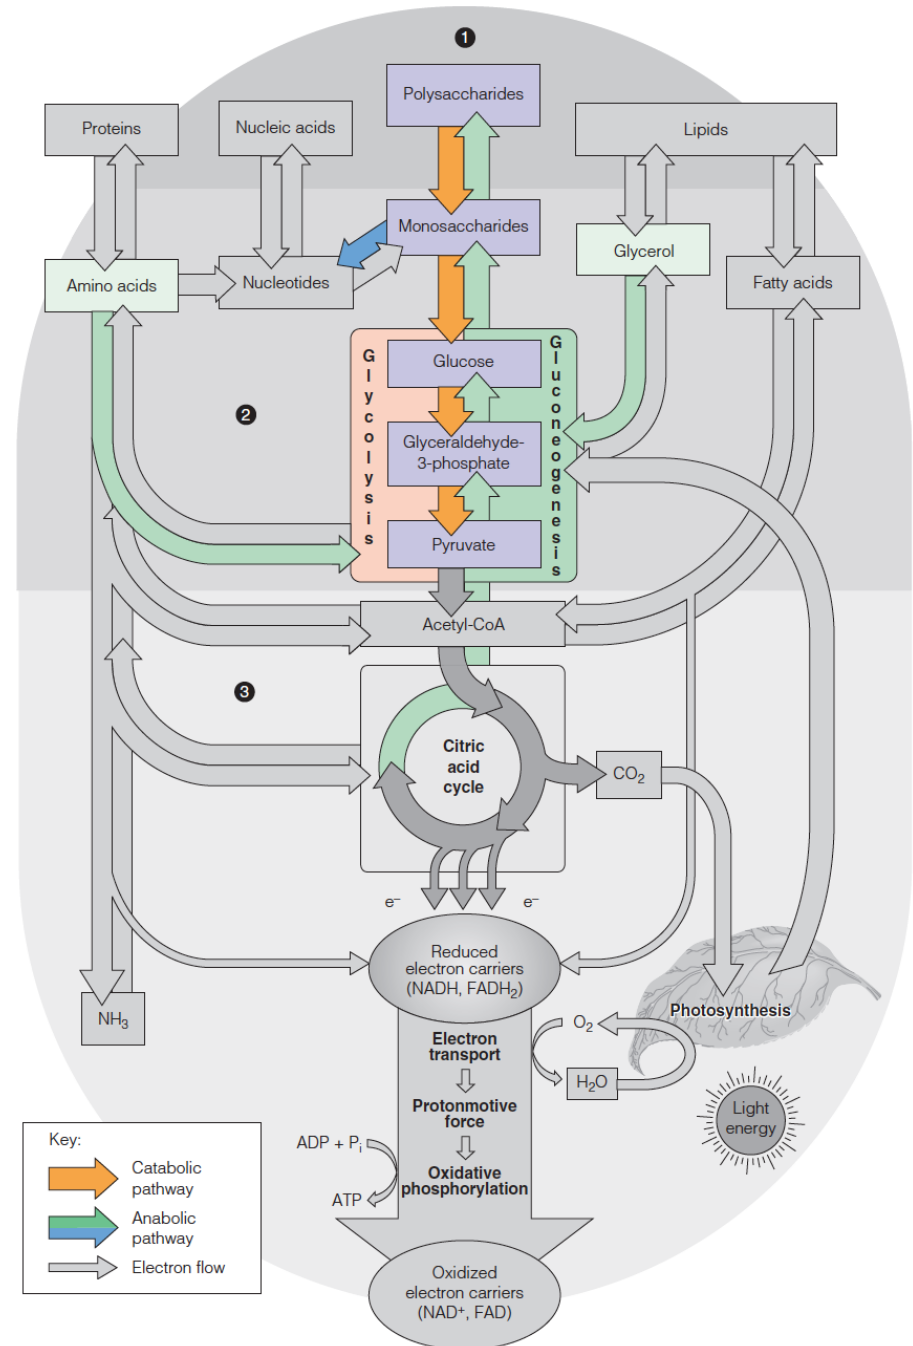 1
Polysaccharides
Proteins
Nucleic acids
Lipids
Monosaccharides
Glycerol
Amino acids
Nucleotides
Fatty acids
Glycolysis
Gluconeogenesis
Glucose
2
Glyceraldehyde-
3-phosphate
Pyruvate
Acetyl-CoA
3
Citric
acid
cycle
CO₂
e⁻
e⁻
Reduced
electron carriers
(NADH, FADH₂)
NH₃
Photosynthesis
Electron
transport
O₂
H₂O
Protonmotive
force
Light
energy
ADP + Pᵢ
Oxidative
phosphorylation
ATP
Key:
Catabolic
pathway
Anabolic
pathway
Electron flow
Oxidized
electron carriers
(NAD⁺, FAD)